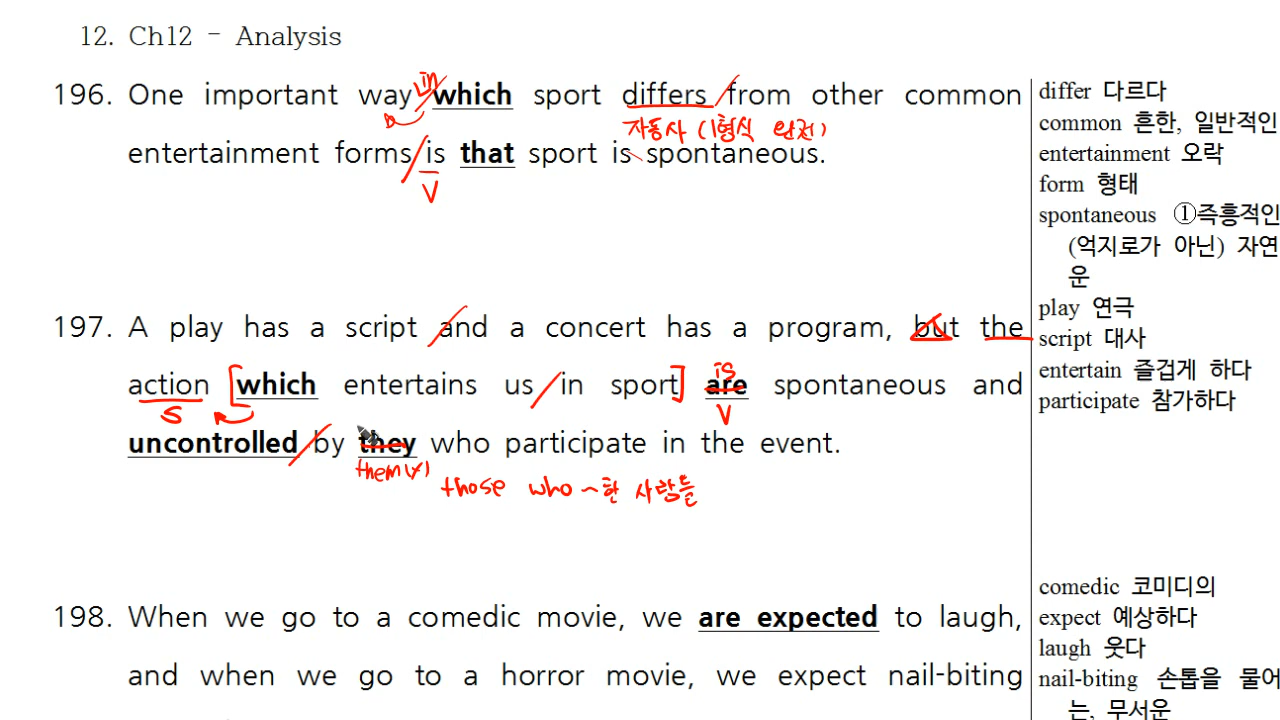 12. Ch12 - Analysis
196. One important way in which sport differs from other common
자동사 (1형식 완전)
entertainment forms is that sport is spontaneous.
V
differ 다르다
common 흔한, 일반적인
entertainment 오락
form 형태
spontaneous ①즉흥적인
(억지로가 아닌) 자연
운
197. A play has a script and a concert has a program, but the
is
action which entertains us in sport are spontaneous and
S V
uncontrolled by they who participate in the event.
them(x)
those who ~한 사람들
play 연극
script 대사
entertain 즐겁게 하다
participate 참가하다
198. When we go to a comedic movie, we are expected to laugh,
and when we go to a horror movie, we expect nail-biting
comedic 코미디의
expect 예상하다
laugh 웃다
nail-biting 손톱을 물어
는, 무서운